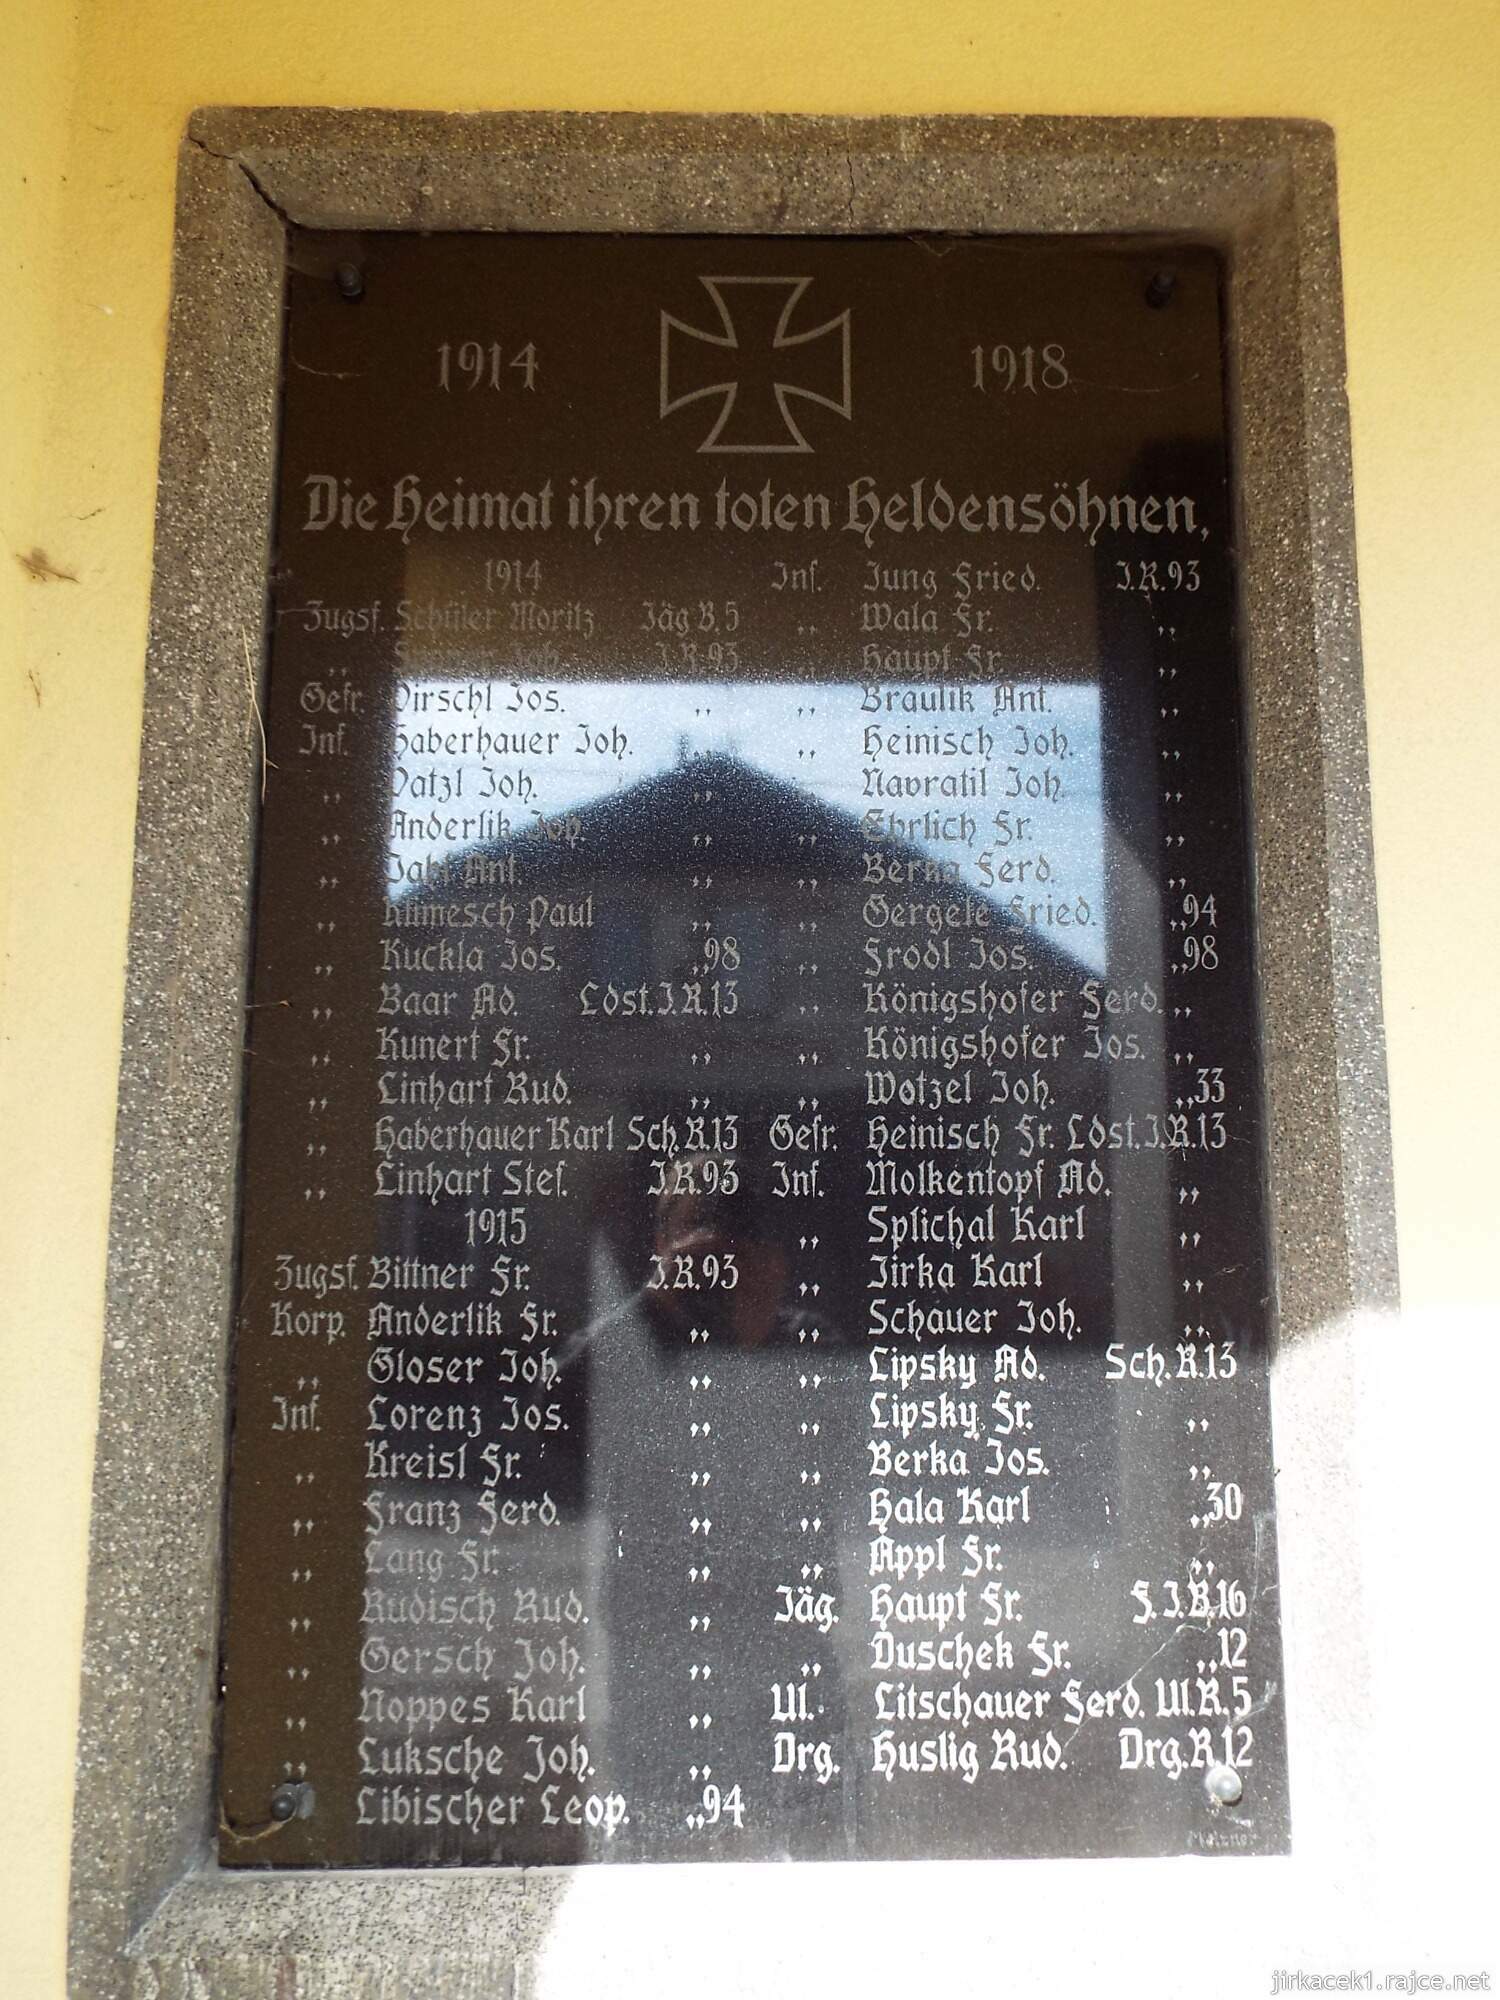 1914 1918
Die Heimat ihren toten Heldensöhnen,
1914
Zugsf. Schüler Moritz Jäg B.5
,, Joh. I.R.93
Gefr. Pirschl Jos. ,,
Inf. Haberhauer Joh. ,,
,, Patzl Joh. ,,
,, Anderlik Joh. ,,
,, Jahl Ant. ,,
,, Klimesch Paul ,,
,, Kuckla Jos. ,,98
,, Baar Ad. Ldst.I.R.13
,, Kunert Fr. ,,
,, Linhart Rud. ,,
,, Haberhauer Karl Sch.R.13
,, Linhart Stef. I.R.93
1915
Zugsf. Bittner Fr. I.R.93
Korp. Anderlik Fr. ,,
,, Gloser Joh. ,,
Inf. Lorenz Jos. ,,
,, Kreisl Fr. ,,
,, Franz Ferd. ,,
,, Lang Fr. ,,
,, Rudisch Rud. ,,
,, Gersch Joh. ,,
,, Noppes Karl ,,
,, Luksche Joh. ,,
Libischer Leop. ,,94
Inf. Jung Fried. I.R.93
,, Wala Fr. ,,
,, Haupt Fr. ,,
,, Braulik Ant. ,,
,, Heinisch Joh. ,,
,, Navratil Joh. ,,
,, Ehrlich Fr. ,,
,, Berka Ferd. ,,
,, Gergele Fried. ,,94
,, Frodl Jos. ,,98
,, Königshofer Ferd. ,,
,, Königshofer Jos. ,,
,, Wotzel Joh. ,,33
Gefr. Heinisch Fr. Ldst.I.R.13
Inf. Molkentopf Ad. ,,
,, Splichal Karl ,,
,, Jirka Karl ,,
,, Schauer Joh. ,,
,, Lipsky Ad. Sch.R.13
,, Lipsky Fr. ,,
,, Berka Jos. ,,
,, Hala Karl ,,30
,, Appl Fr. ,,
Jäg. Haupt Fr. F.J.B.16
,, Duschek Fr. ,,12
Ul. Litschauer Ferd. Ul.R.5
Drg. Huslig Rud. Drg.R.12
jirkacek1.rajce.net